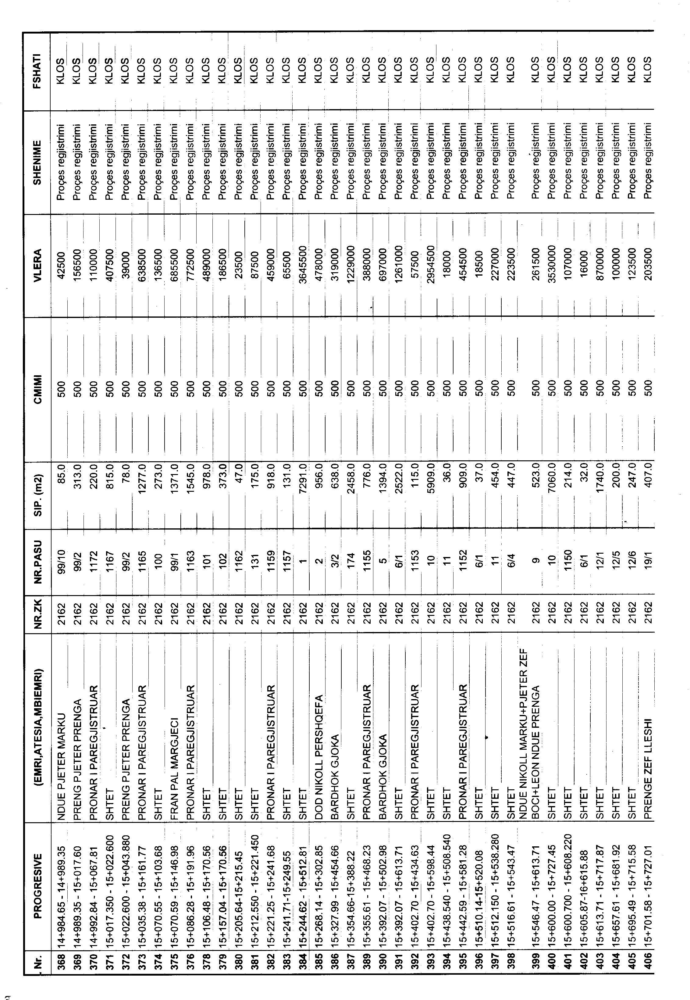 Nr. PROGRESIVE (EMRI,ATESIA,MBIEMRI) NR.ZK NR.PASU SIP. (m2) CMIMI VLERA SHENIME FSHATI
368 14+984.65 - 14+989.35 NDUE PJETER MARKU 2162 99/10 85.0 500 42500 Proçes regjistrimi KLOS
369 14+989.35 - 15+017.60 PRENG PJETER PRENGA 2162 99/2 313.0 500 156500 Proçes regjistrimi KLOS
370 14+992.84 - 15+067.81 PRONAR I PAREGJISTRUAR 2162 1172 220.0 500 110000 Proçes regjistrimi KLOS
371 15+017.350 - 15+022.600 SHTET 2162 1167 815.0 500 407500 Proçes regjistrimi KLOS
372 15+022.600 - 15+043.880 PRENG PJETER PRENGA 2162 99/2 78.0 500 39000 Proçes regjistrimi KLOS
373 15+035.38 - 15+161.77 PRONAR I PAREGJISTRUAR 2162 1165 1277.0 500 638500 Proçes regjistrimi KLOS
374 15+070.55 - 15+103.68 SHTET 2162 100 273.0 500 136500 Proçes regjistrimi KLOS
375 15+070.59 - 15+146.98 FRAN PAL MARGJECI 2162 99/1 1371.0 500 685500 Proçes regjistrimi KLOS
376 15+086.28 - 15+191.96 PRONAR I PAREGJISTRUAR 2162 1163 1545.0 500 772500 Proçes regjistrimi KLOS
378 15+106.48 - 15+170.56 SHTET 2162 101 978.0 500 489000 Proçes regjistrimi KLOS
379 15+157.04 - 15+170.56 SHTET 2162 102 373.0 500 186500 Proçes regjistrimi KLOS
380 15+205.64-15+215.45 SHTET 2162 1162 47.0 500 23500 Proçes regjistrimi KLOS
381 15+212.550 - 15+221.450 SHTET 2162 131 175.0 500 87500 Proçes regjistrimi KLOS
382 15+221.25 - 15+241.68 PRONAR I PAREGJISTRUAR 2162 1159 918.0 500 459000 Proçes regjistrimi KLOS
383 15+241.71-15+249.55 SHTET 2162 1157 131.0 500 65500 Proçes regjistrimi KLOS
384 15+244.62 - 15+512.81 SHTET 2162 1 7291.0 500 3645500 Proçes regjistrimi KLOS
385 15+268.14 - 15+302.85 DOD NIKOLL PERSHQEFA 2162 2 956.0 500 478000 Proçes regjistrimi KLOS
386 15+327.99 - 15+454.66 BARDHOK GJOKA 2162 3/2 638.0 500 319000 Proçes regjistrimi KLOS
387 15+354.66-15+388.22 SHTET 2162 174 2458.0 500 1229000 Proçes regjistrimi KLOS
389 15+355.61 - 15+468.23 PRONAR I PAREGJISTRUAR 2162 1155 776.0 500 388000 Proçes regjistrimi KLOS
390 15+392.07 - 15+502.98 BARDHOK GJOKA 2162 5 1394.0 500 697000 Proçes regjistrimi KLOS
391 15+392.07 - 15+613.71 SHTET 2162 6/1 2522.0 500 1261000 Proçes regjistrimi KLOS
392 15+402.70 - 15+434.63 PRONAR I PAREGJISTRUAR 2162 1153 115.0 500 57500 Proçes regjistrimi KLOS
393 15+402.70 - 15+598.44 SHTET 2162 10 5909.0 500 2954500 Proçes regjistrimi KLOS
394 15+438.540 - 15+508.540 SHTET 2162 11 36.0 500 18000 Proçes regjistrimi KLOS
395 15+442.59 - 15+581.28 PRONAR I PAREGJISTRUAR 2162 1152 909.0 500 454500 Proçes regjistrimi KLOS
396 15+510.14-15+520.08 SHTET 2162 6/1 37.0 500 18500 Proçes regjistrimi KLOS
397 15+512.150 - 15+538.280 SHTET 2162 11 454.0 500 227000 Proçes regjistrimi KLOS
398 15+516.61 - 15+543.47 SHTET 2162 6/4 447.0 500 223500 Proçes regjistrimi KLOS
NDUE NIKOLL MARKU+PJETER ZEF
399 15+546.47 - 15+613.71 BOCI+LEON NDUE PRENGA 2162 9 523.0 500 261500 Proçes regjistrimi KLOS
400 15+600.00 - 15+727.45 SHTET 2162 10 7060.0 500 3530000 Proçes regjistrimi KLOS
401 15+600.700 - 15+608.220 SHTET 2162 1150 214.0 500 107000 Proçes regjistrimi KLOS
402 15+605.87-16+615.88 SHTET 2162 6/1 32.0 500 16000 Proçes regjistrimi KLOS
403 15+613.71 - 15+717.87 SHTET 2162 12/1 1740.0 500 870000 Proçes regjistrimi KLOS
404 15+657.61 - 15+681.92 SHTET 2162 12/5 200.0 500 100000 Proçes regjistrimi KLOS
405 15+695.49 - 15+715.58 SHTET 2162 12/6 247.0 500 123500 Proçes regjistrimi KLOS
406 15+701.58 - 15+727.01 PRENGE ZEF LLESHI 2162 19/1 407.0 500 203500 Proçes regjistrimi KLOS